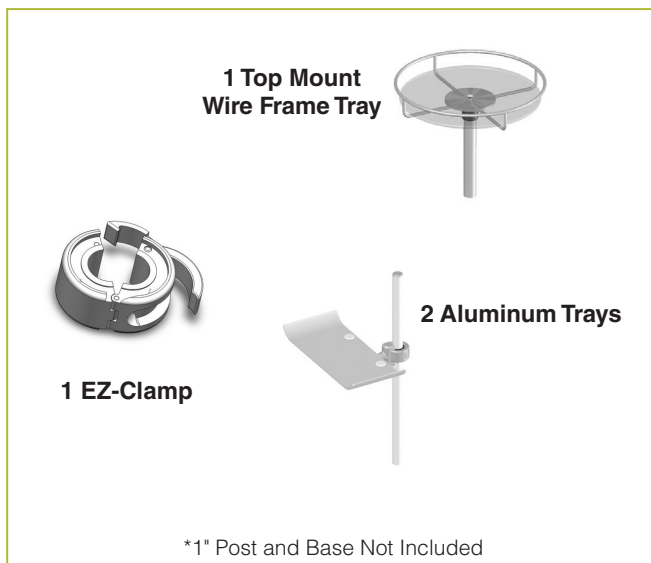 1 Top Mount
Wire Frame Tray
2 Aluminum Trays
1 EZ-Clamp
*1" Post and Base Not Included